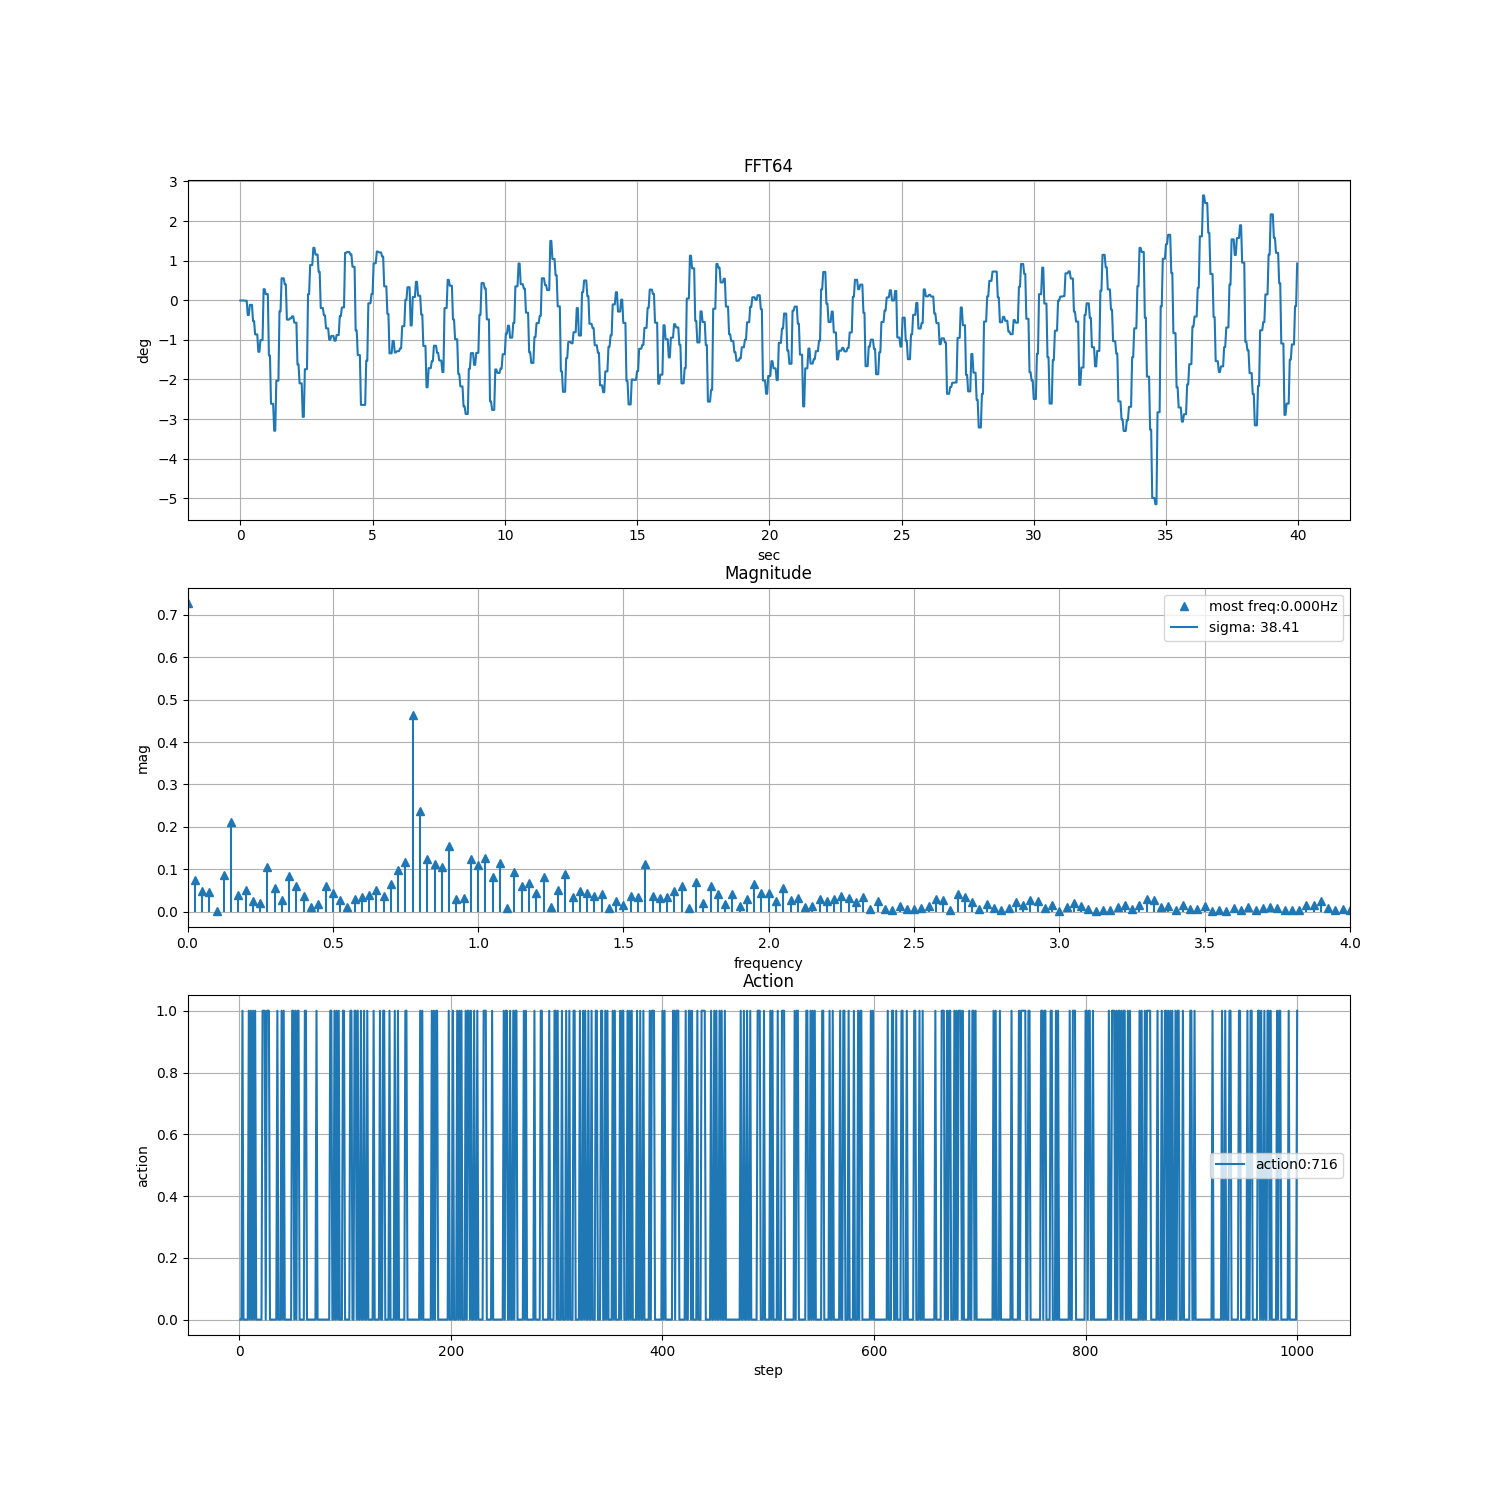 FFT64
3
2
1
0
−1
−2
−3
−4
−5
deg
0 5 10 15 20 25 30 35 40
sec
Magnitude
0.7
0.6
0.5
0.4
0.3
0.2
0.1
0.0
mag
most freq:0.000Hz
sigma: 38.41
0.0 0.5 1.0 1.5 2.0 2.5 3.0 3.5 4.0
frequency
Action
1.0
0.8
0.6
0.4
0.2
0.0
action
action0:716
0 200 400 600 800 1000
step